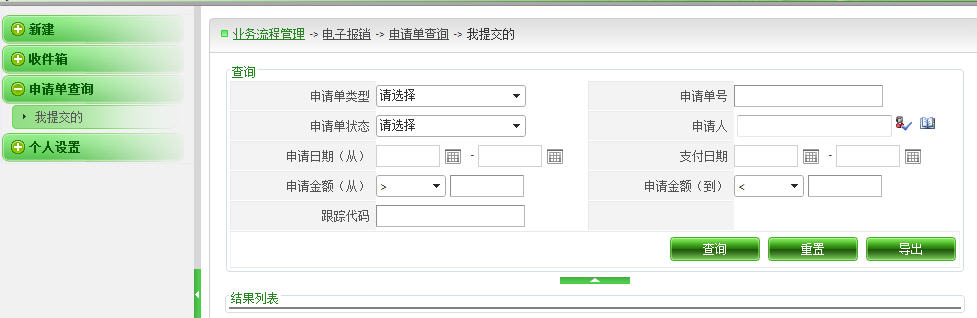 新建
收件箱
申请单查询
我提交的
个人设置
业务流程管理 -> 电子报销 -> 申请单查询 -> 我提交的
查询
申请单类型 请选择 申请单号
申请单状态 请选择 申请人
申请日期（从） - 支付日期 -
申请金额（从） > 申请金额（到） <
跟踪代码
查询 重置 导出
结果列表